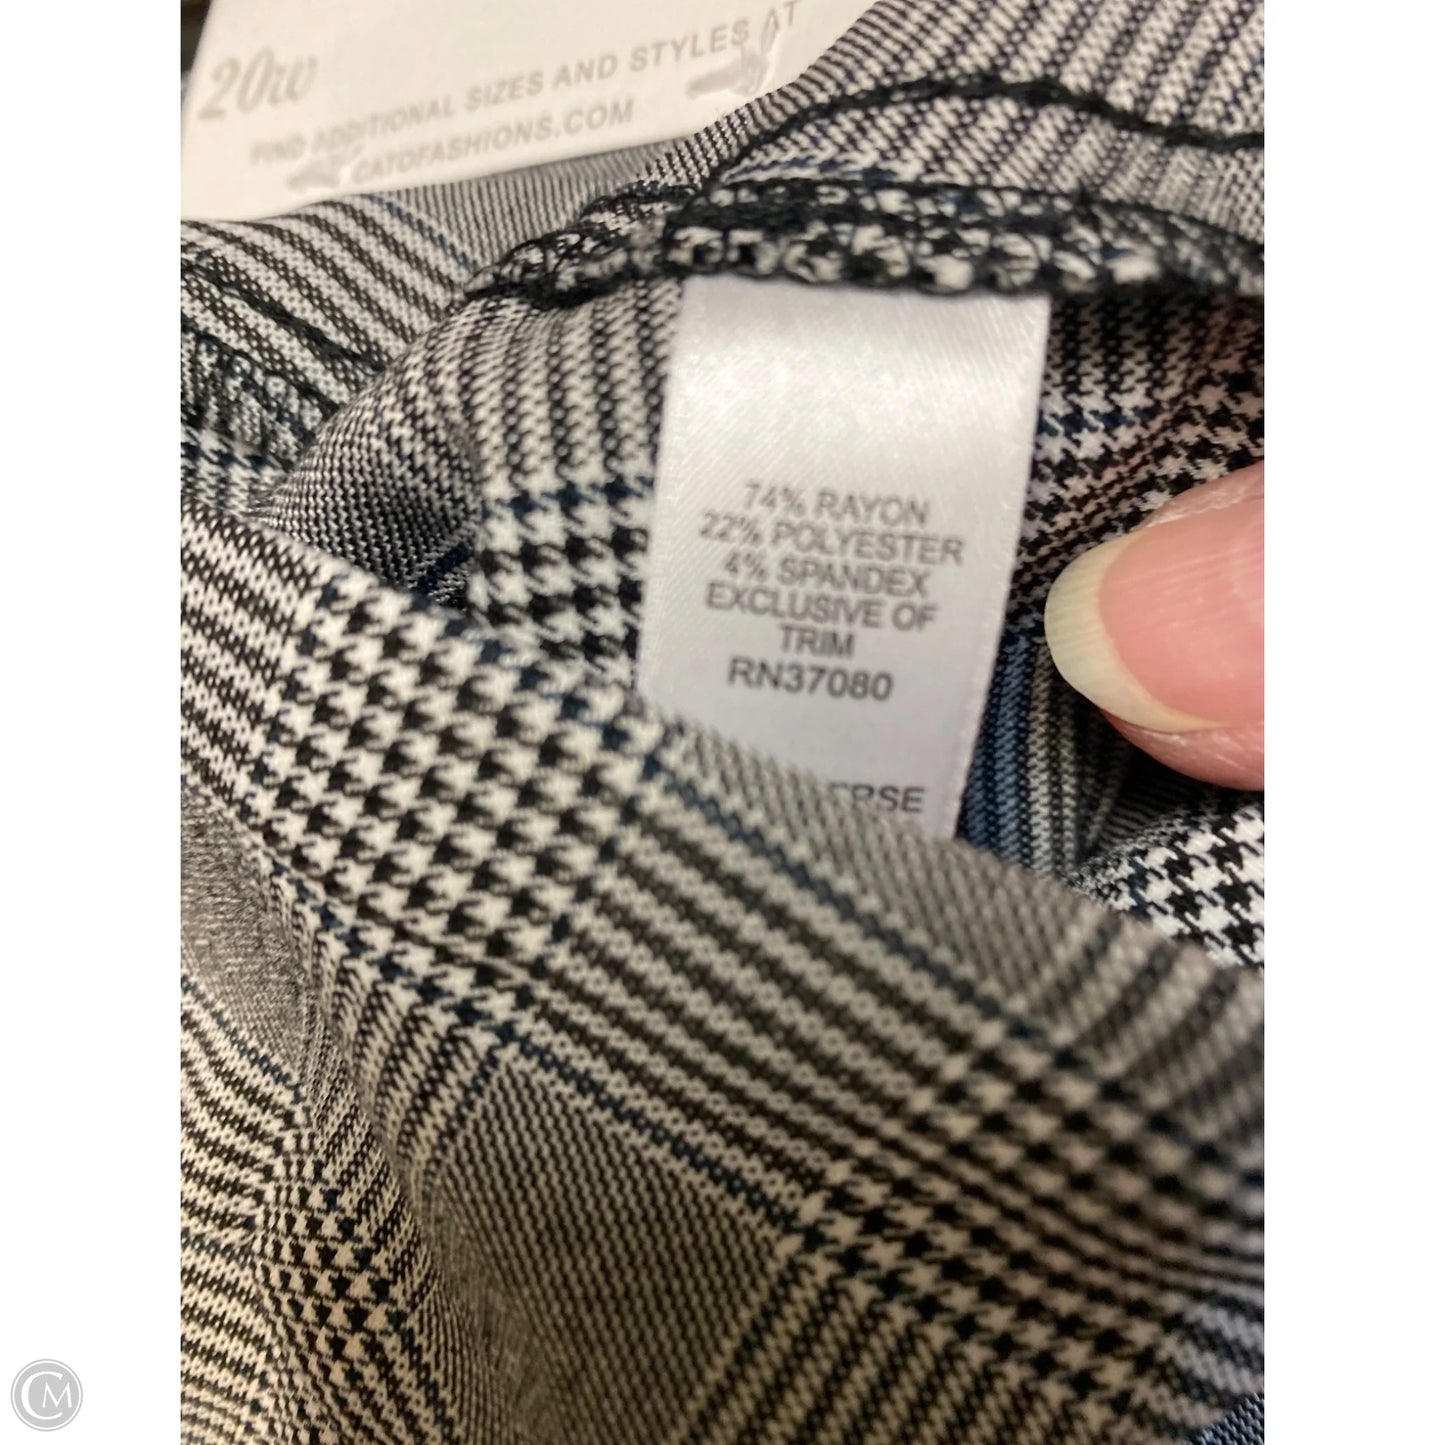 20w
FIND ADDITIONAL SIZES AND STYLES AT
CATOFASHIONS.COM
74% RAYON
22% POLYESTER
4% SPANDEX
EXCLUSIVE OF
TRIM
RN37080
CM